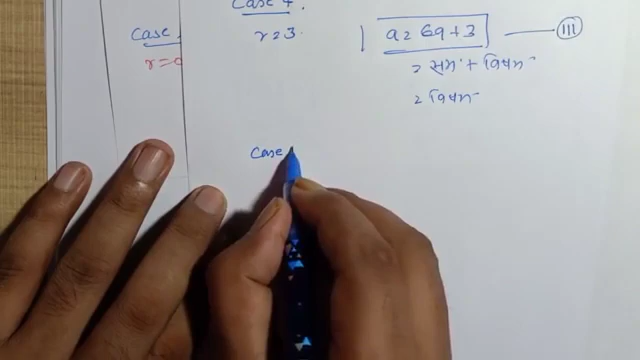 Case 4
r = 3.
a = 6q + 3 —— (III)
= सम + विषम
= विषम
Case
r = 0
Case